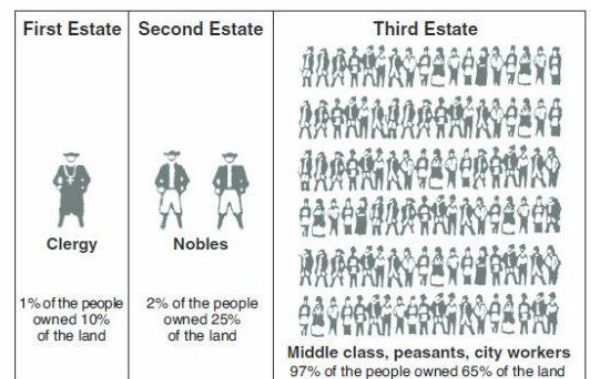 First Estate
Second Estate
Third Estate
Clergy
Nobles
1% of the people
owned 10%
of the land
2% of the people
owned 25%
of the land
Middle class, peasants, city workers
97% of the people owned 65% of the land